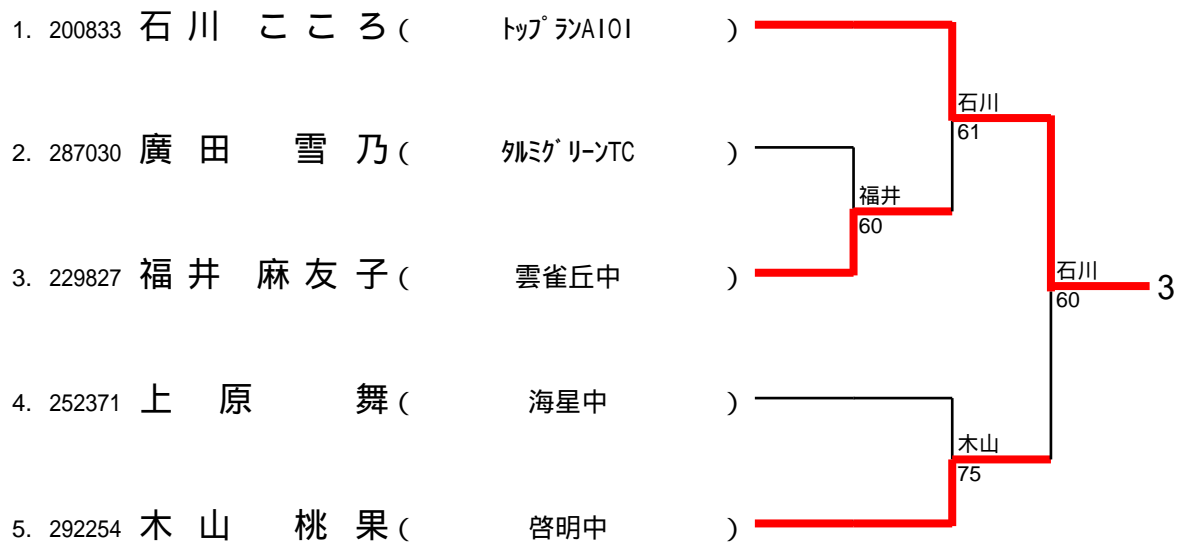 1. 200833 石川 こころ ( トップランAIOI )
石川
61
2. 287030 廣田 雪乃 ( タルミグリーンTC )
福井
60
3. 229827 福井 麻友子 ( 雲雀丘中 )
石川
60
3
4. 252371 上原 舞 ( 海星中 )
木山
75
5. 292254 木山 桃果 ( 啓明中 )